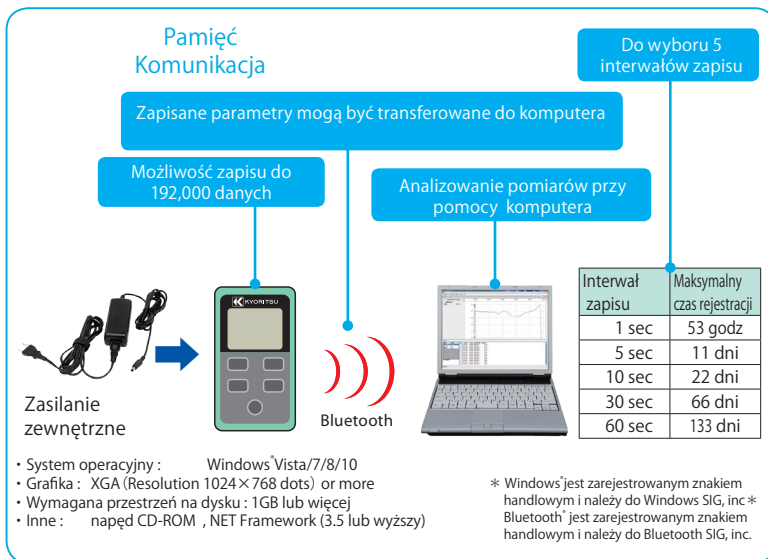 Pamięć
Komunikacja
Do wyboru 5
interwałów zapisu
Zapisane parametry mogą być transferowane do komputera
Możliwość zapisu do
192,000 danych
Analizowanie pomiarów przy
pomocy komputera
KYORITSU
Interwał zapisu
Maksymalny czas rejestracji
1 sec 53 godz
5 sec 11 dni
10 sec 22 dni
30 sec 66 dni
60 sec 133 dni
Zasilanie
zewnętrzne
Bluetooth
・System operacyjny : Windows®Vista/7/8/10
・Grafika : XGA (Resolution 1024×768 dots) or more
・Wymagana przestrzeń na dysku : 1GB lub więcej
・Inne : napęd CD-ROM , NET Framework (3.5 lub wyższy)
* Windows®jest zarejestrowanym znakiem
handlowym i należy do Windows SIG, inc*
Bluetooth® jest zarejestrowanym znakiem
handlowym i należy do Bluetooth SIG, inc.